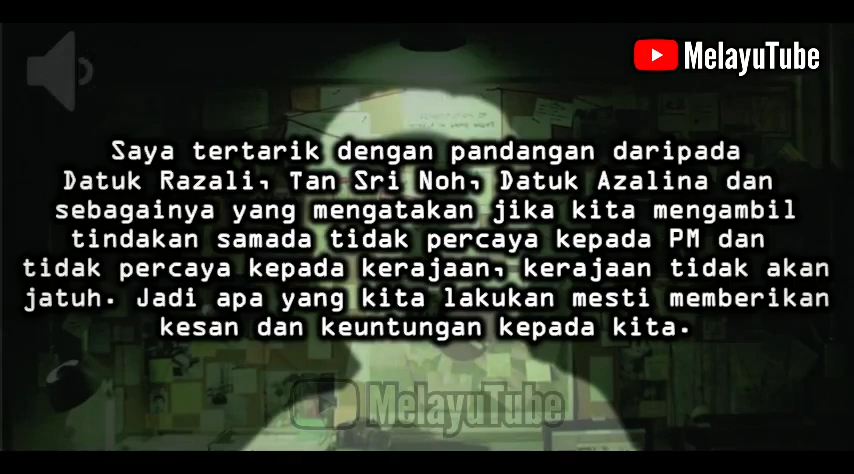 MelayuTube
Saya tertarik dengan pandangan daripada
Datuk Razali, Tan Sri Noh, Datuk Azalina dan
sebagainya yang mengatakan jika kita mengambil
tindakan samada tidak percaya kepada PM dan
tidak percaya kepada kerajaan, kerajaan tidak akan
jatuh. Jadi apa yang kita lakukan mesti memberikan
kesan dan keuntungan kepada kita.
MelayuTube